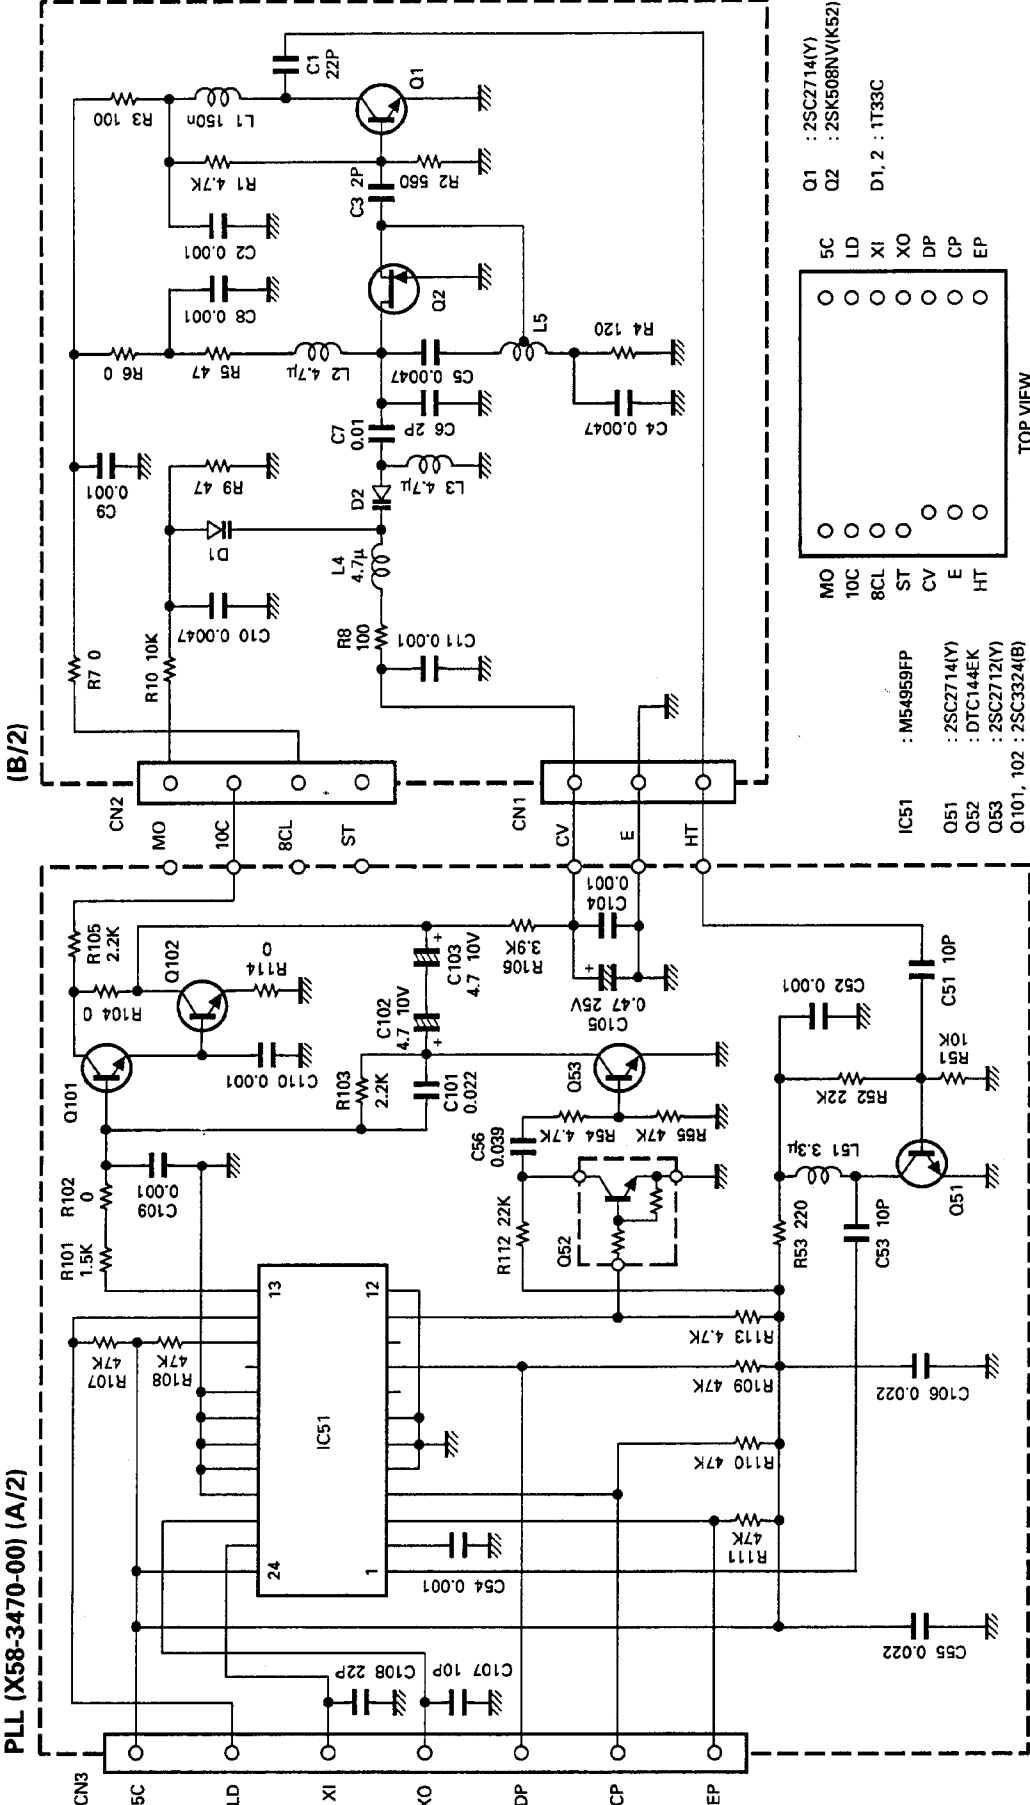 (B/2)
R3 100
L1 150n
C1
22P
Q1
R1 4.7K
R2 560
C3 2P
C2 0.001
C8 0.001
Q2
R6 0
R5 47
L2 4.7μ
C5 0.0047
L5
R4 120
C4 0.0047
C7
0.01
C6 2P
C9
0.001
R9 47
D2
L3 4.7μ
D1
L4
4.7μ
C10 0.0047
R8
100
C11 0.001
R7 0
R10 10K
CN2
MO
10C
8CL
ST
CN1
CV
E
HT
Q1 : 2SC2714(Y)
Q2 : 2SK508NV(K52)
D1, 2 : 1T33C
5C
LD
XI
XO
DP
CP
EP
MO
10C
8CL
ST
CV
E
HT
TOP VIEW
IC51 : M54959FP
Q51 : 2SC2714(Y)
Q52 : DTC144EK
Q53 : 2SC2712(Y)
Q101, 102 : 2SC3324(B)
PLL (X58-3470-00) (A/2)
R105
2.2K
R104 0
Q102
R114
0
Q101
C110 0.001
C102
4.7 10V
C103
4.7 10V
R106
3.9K
C104
0.001
C105
0.47 25V
R103
2.2K
C101
0.022
Q53
C52 0.001
C51 10P
R51
10K
R52 22K
R102
0
R101
1.5K
C109
0.001
C56
0.039
R54 4.7K
R55 47K
R112 22K
Q52
L51 3.3μ
R53 220
C53 10P
Q51
R107
47K
R108
47K
13
12
IC51
24
1
R113 4.7K
R109 47K
R110 47K
R111
47K
C106 0.022
C54 0.001
C55 0.022
C108 22P
C107 10P
CN3
5C
LD
XI
XO
DP
CP
EP